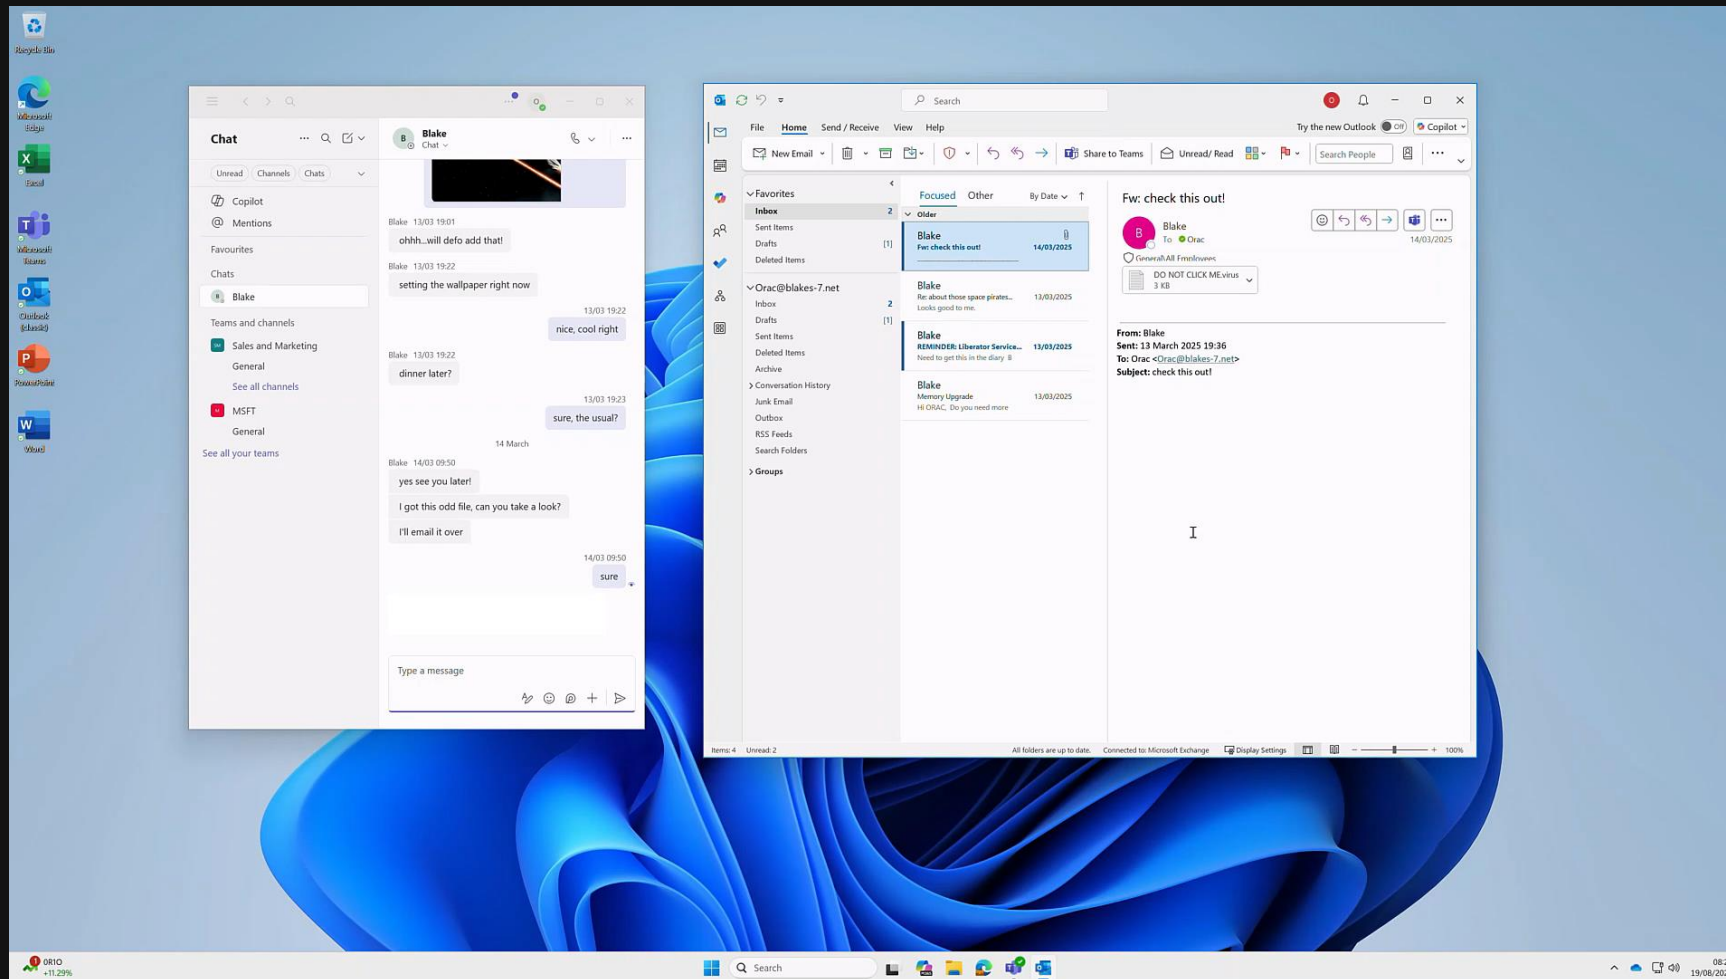 Recycle Bin
Microsoft
Edge
Excel
Microsoft
Teams
Outlook
(classic)
PowerPoint
Word
Chat
Unread
Channels
Chats
Copilot
Mentions
Favourites
Chats
B
Blake
Teams and channels
Sales and Marketing
General
See all channels
M
MSFT
General
See all your teams
O
B
Blake
Chat
Blake 13/03 19:01
ohhh...will defo add that!
Blake 13/03 19:22
setting the wallpaper right now
13/03 19:22
nice, cool right
Blake 13/03 19:22
dinner later?
13/03 19:23
sure, the usual?
14 March
Blake 14/03 09:50
yes see you later!
I got this odd file, can you take a look?
I'll email it over
14/03 09:50
sure
Type a message
Search
O
File Home Send / Receive View Help
Try the new Outlook Off Copilot
New Email
Share to Teams
Unread/ Read
Search People
Favorites
Inbox 2
Sent Items
Drafts [1]
Deleted Items
Orac@blakes-7.net
Inbox 2
Drafts [1]
Sent Items
Deleted Items
Archive
Conversation History
Junk Email
Outbox
RSS Feeds
Search Folders
Groups
Focused Other By Date
Older
Blake
Fw: check this out! 14/03/2025
Blake
Re: about those space pirates... 13/03/2025
Looks good to me.
Blake
REMINDER: Liberator Service... 13/03/2025
Need to get this in the diary B
Blake
Memory Upgrade 13/03/2025
Hi ORAC, Do you need more
Fw: check this out!
B
Blake
To Orac
14/03/2025
General\All Employees
DO NOT CLICK ME.virus
3 KB
From: Blake
Sent: 13 March 2025 19:36
To: Orac <Orac@blakes-7.net>
Subject: check this out!
Items: 4 Unread: 2
All folders are up to date. Connected to: Microsoft Exchange Display Settings 100%
1
0R1O
+11.29%
Search